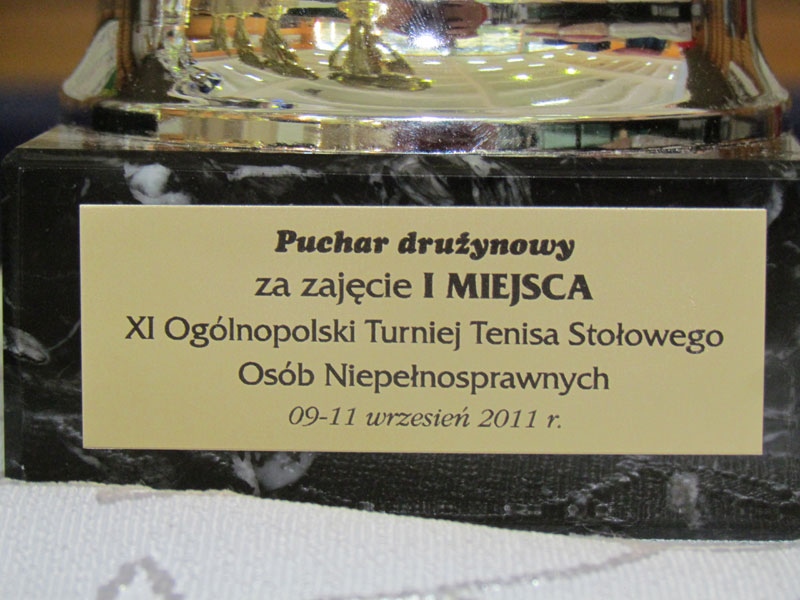 Puchar drużynowy
za zajęcie I MIEJSCA
XI Ogólnopolski Turniej Tenisa Stołowego
Osób Niepełnosprawnych
09-11 wrzesień 2011 r.